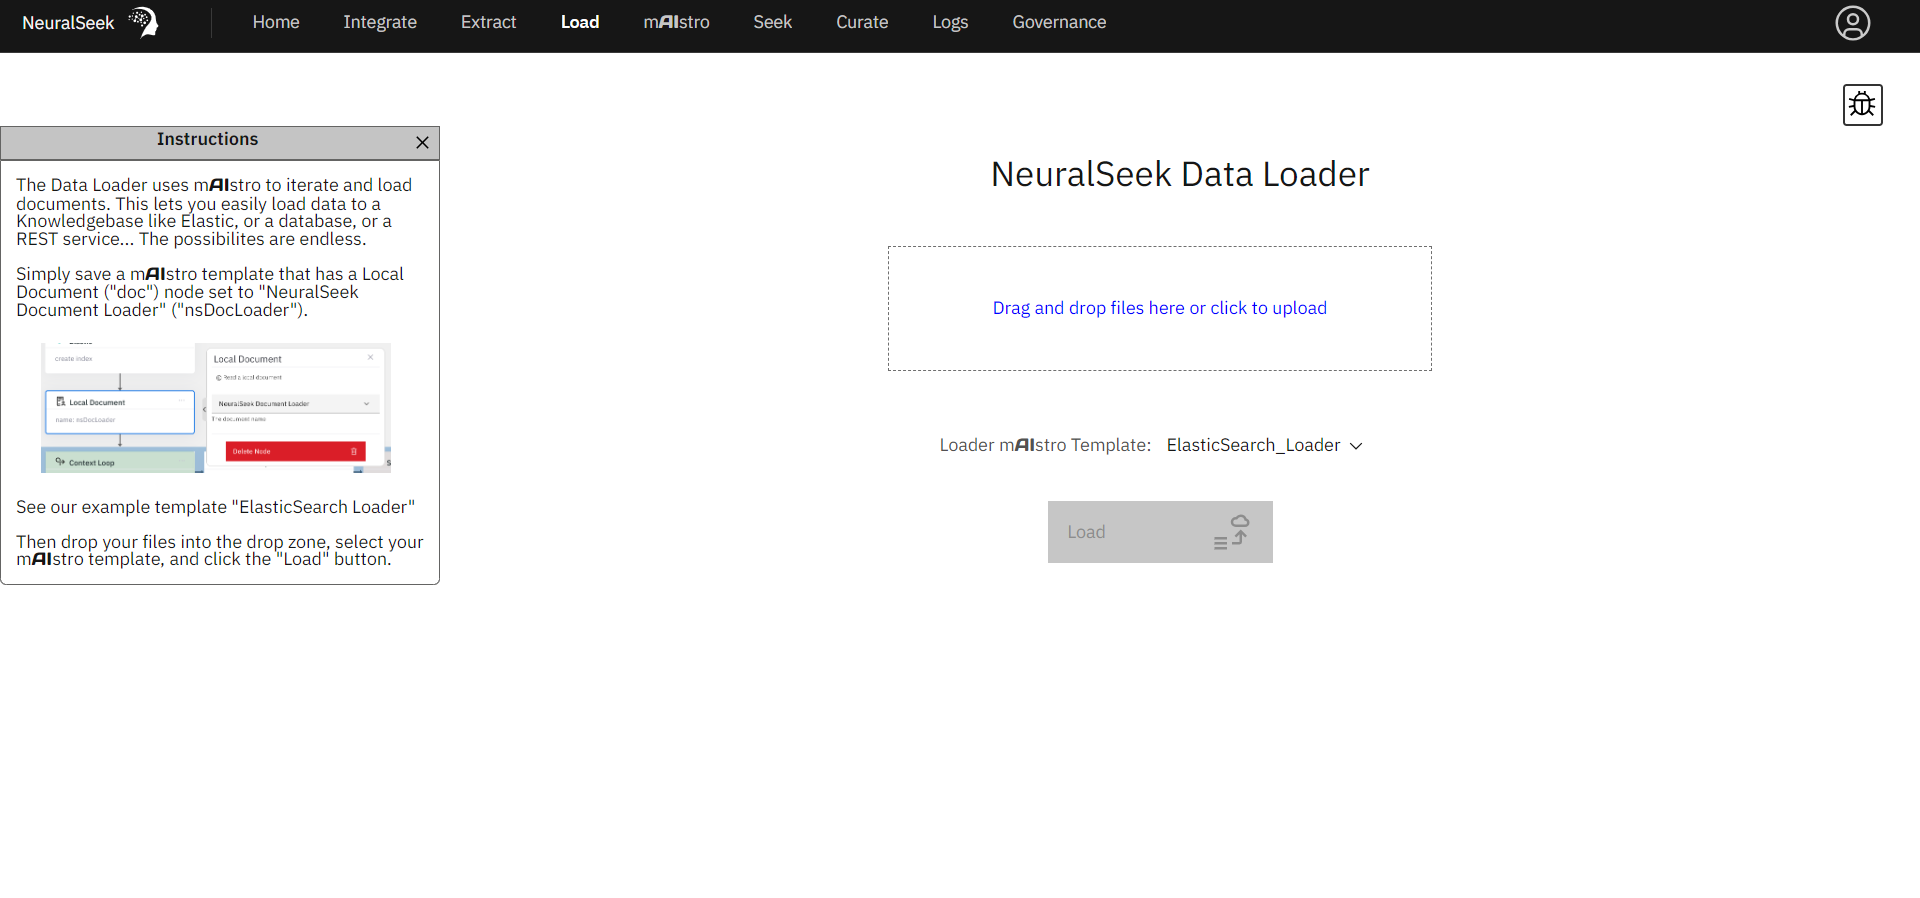 NeuralSeek
Home Integrate Extract Load mAIstro Seek Curate Logs Governance
Instructions
The Data Loader uses mAIstro to iterate and load
documents. This lets you easily load data to a
Knowledgebase like Elastic, or a database, or a
REST service... The possibilites are endless.
Simply save a mAIstro template that has a Local
Document ("doc") node set to "NeuralSeek
Document Loader" ("nsDocLoader").
create index
Local Document
name: nsDocLoader
Context Loop
Local Document
Read a local document
NeuralSeek Document Loader
The document name
Delete Node
See our example template "ElasticSearch Loader"
Then drop your files into the drop zone, select your
mAIstro template, and click the "Load" button.
NeuralSeek Data Loader
Drag and drop files here or click to upload
Loader mAIstro Template: ElasticSearch_Loader
Load